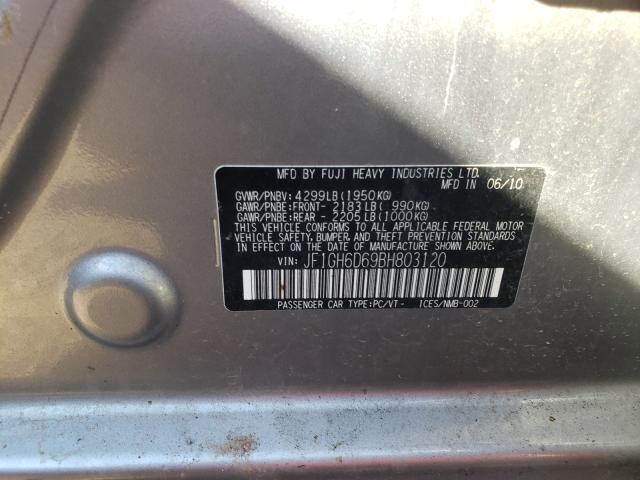 MFD BY FUJI HEAVY INDUSTRIES LTD.
MFD IN 06/10
GVWR/PNBV: 4299LB(1950KG)
GAWR/PNBE:FRONT- 2183LB( 990KG)
GAWR/PNBE:REAR - 2205LB(1000KG)
THIS VEHICLE CONFORMS TO ALL APPLICABLE FEDERAL MOTOR
VEHICLE SAFETY, BUMPER, AND THEFT PREVENTION STANDARDS
IN EFFECT ON THE DATE OF MANUFACTURE SHOWN ABOVE.
VIN: JF1GH6D69BH803120
PASSENGER CAR TYPE:PC/VT- ICES/NMB-002